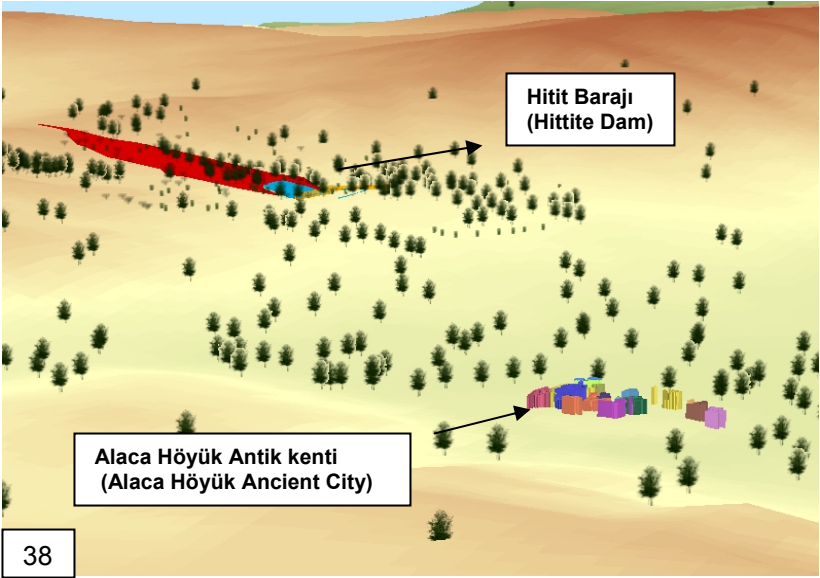 Hitit Barajı
(Hittite Dam)
Alaca Höyük Antik kenti
(Alaca Höyük Ancient City)
38